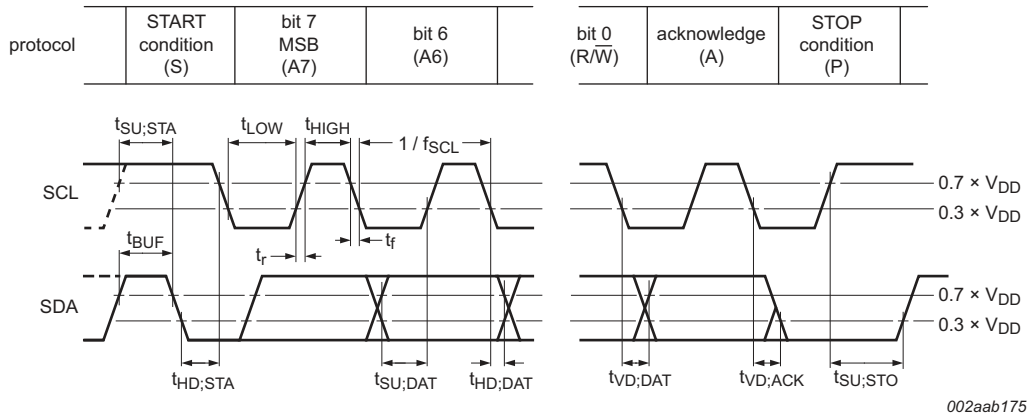 protocol
START
condition
(S)
bit 7
MSB
(A7)
bit 6
(A6)
bit 0
(R/W̅)
acknowledge
(A)
STOP
condition
(P)
tSU;STA
tLOW
tHIGH
1 / fSCL
SCL
0.7 × VDD
0.3 × VDD
tBUF
tr
tf
SDA
0.7 × VDD
0.3 × VDD
tHD;STA
tSU;DAT
tHD;DAT
tVD;DAT
tVD;ACK
tSU;STO
002aab175